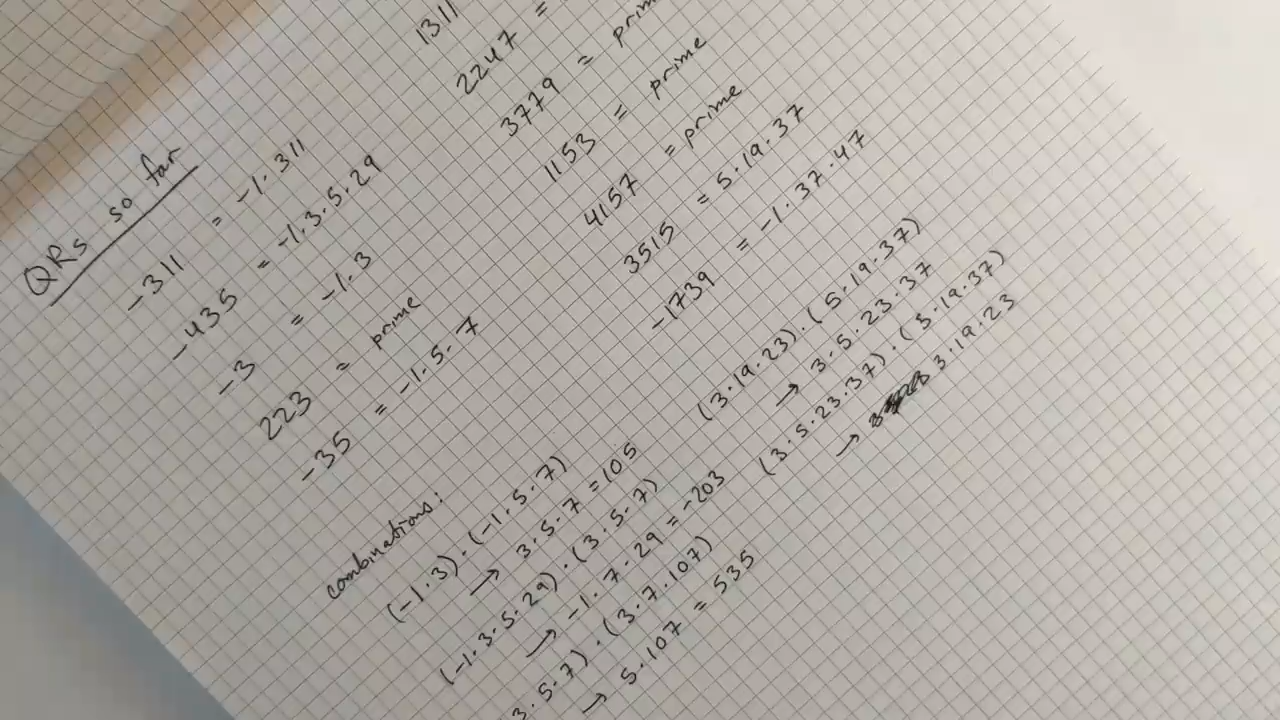 QRs so far
-311 = -1·311
-435 = -1·3·5·29
-3 = -1·3
223 = prime
-35 = -1·5·7
1311
2247 =
3779 =
1153 = prime
4157 = prime
3515 = 5·19·37
-1739 = -1·37·47
combinations:
(-1·3)·(-1·5·7)
→ 3·5·7 = 105
(-1·3·5·29)·(3·5·7)
→ -1·7·29 = -203
3·5·7)·(3·7·107)
→ 5·107 = 535
(3·19·23)·(5·19·37)
→ 3·5·23·37
(3·5·23·37)·(5·19·37)
→ 3·19·23